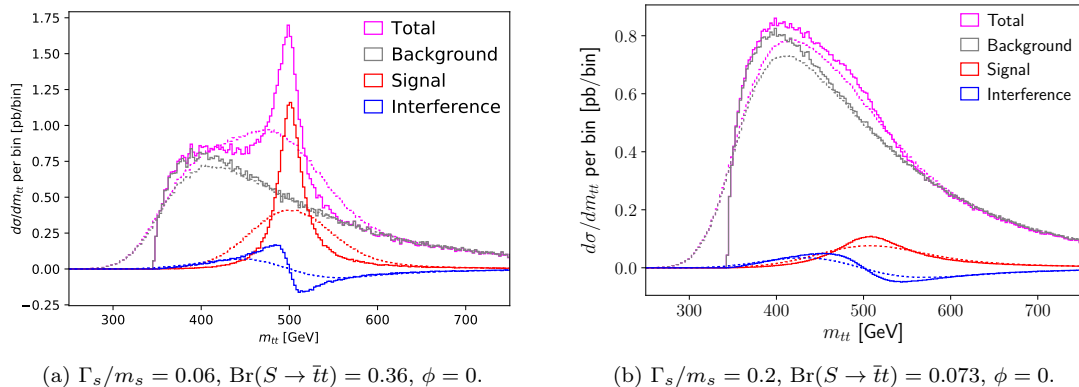 1.75
1.50
1.25
1.00
0.75
0.50
0.25
0.00
−0.25
dσ/dm_tt per bin [pb/bin]
Total
Background
Signal
Interference
300 400 500 600 700
m_tt [GeV]
(a) Γ_s/m_s = 0.06, Br(S → t̄t) = 0.36, ϕ = 0.
0.8
0.6
0.4
0.2
0.0
dσ/dm_tt per bin [pb/bin]
Total
Background
Signal
Interference
300 400 500 600 700
m_tt [GeV]
(b) Γ_s/m_s = 0.2, Br(S → t̄t) = 0.073, ϕ = 0.